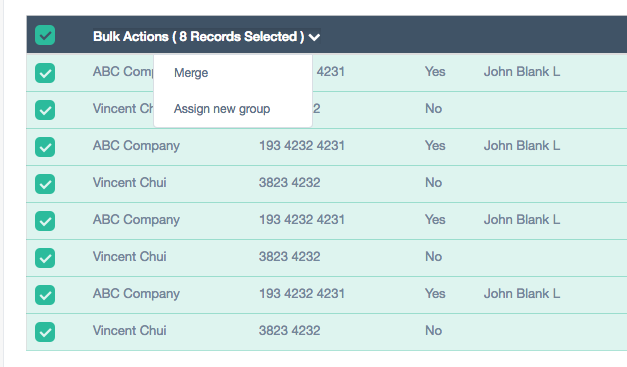 Bulk Actions ( 8 Records Selected )
ABC Comp 4231 Yes John Blank L
Merge
Vincent Ch 2 No
Assign new group
ABC Company 193 4232 4231 Yes John Blank L
Vincent Chui 3823 4232 No
ABC Company 193 4232 4231 Yes John Blank L
Vincent Chui 3823 4232 No
ABC Company 193 4232 4231 Yes John Blank L
Vincent Chui 3823 4232 No